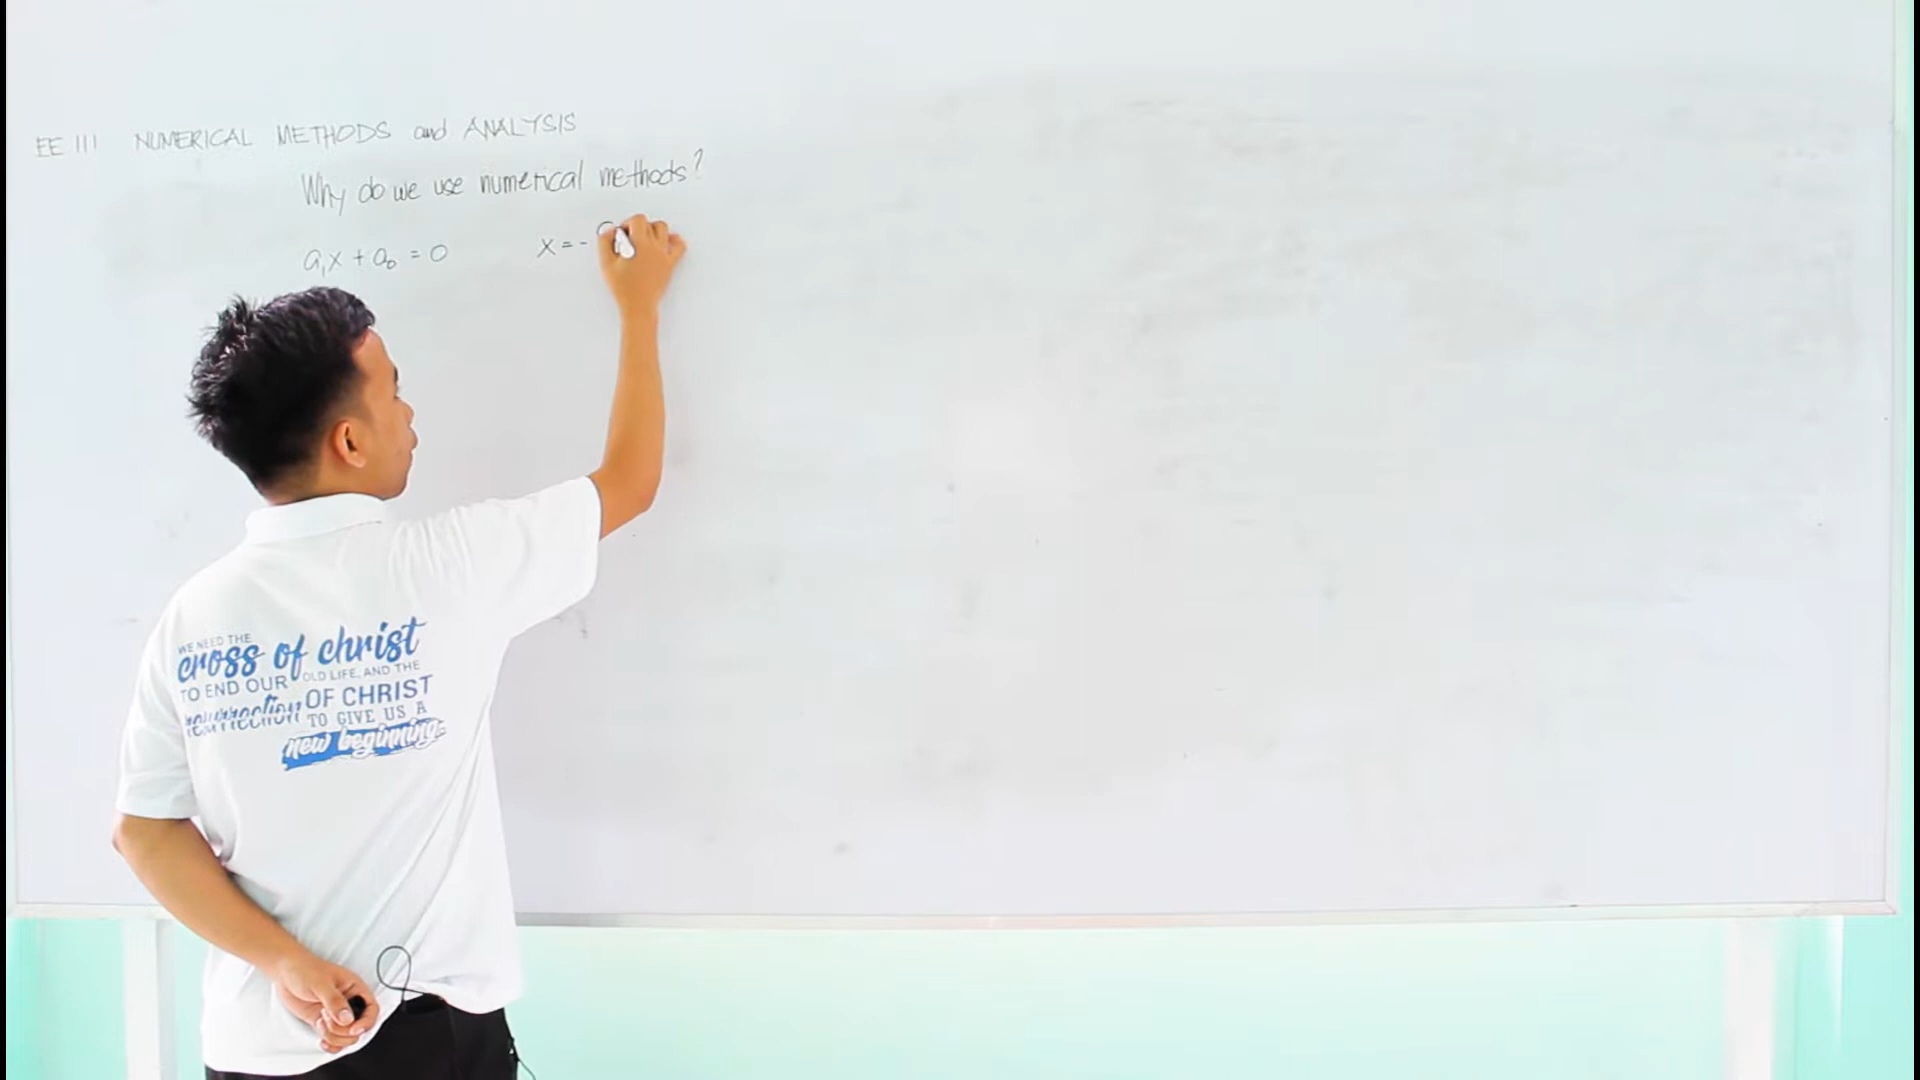 EE 111 NUMERICAL METHODS and ANALYSIS
Why do we use numerical methods?
a₁x + a₀ = 0 x = -
WE NEED THE
cross of christ
TO END OUR OLD LIFE, AND THE
resurrection OF CHRIST
TO GIVE US A
new beginning.